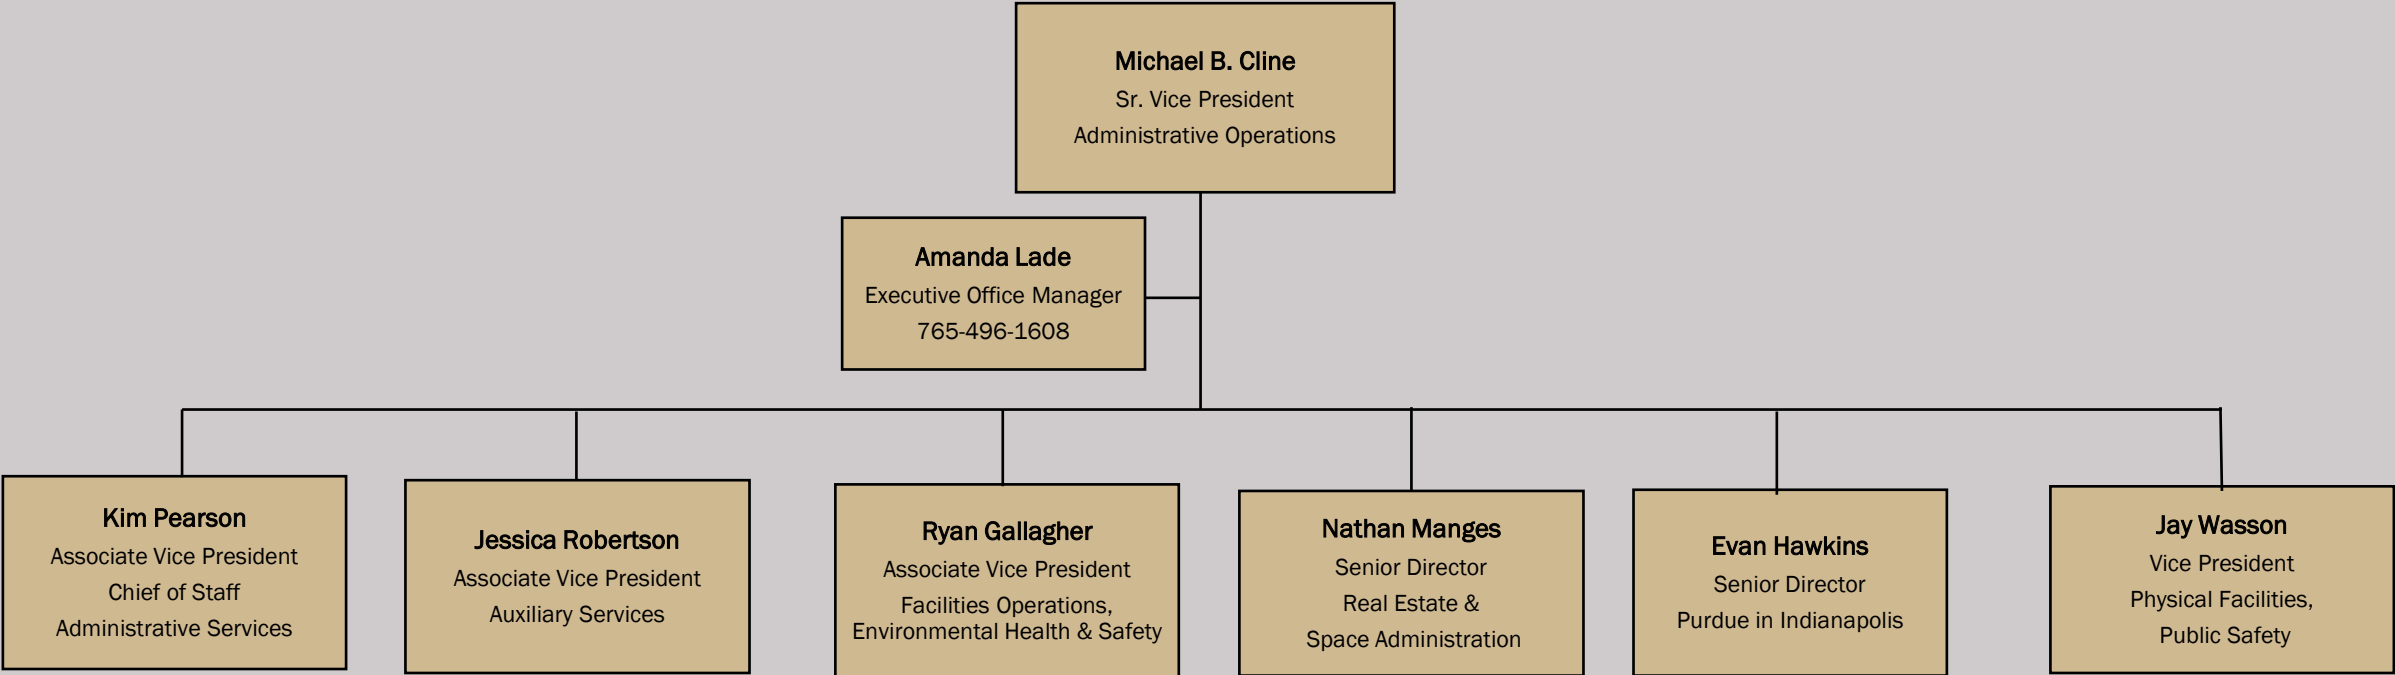 Michael B. Cline
Sr. Vice President
Administrative Operations
Amanda Lade
Executive Office Manager
765-496-1608
Kim Pearson
Associate Vice President
Chief of Staff
Administrative Services
Jessica Robertson
Associate Vice President
Auxiliary Services
Ryan Gallagher
Associate Vice President
Facilities Operations,
Environmental Health & Safety
Nathan Manges
Senior Director
Real Estate &
Space Administration
Evan Hawkins
Senior Director
Purdue in Indianapolis
Jay Wasson
Vice President
Physical Facilities,
Public Safety